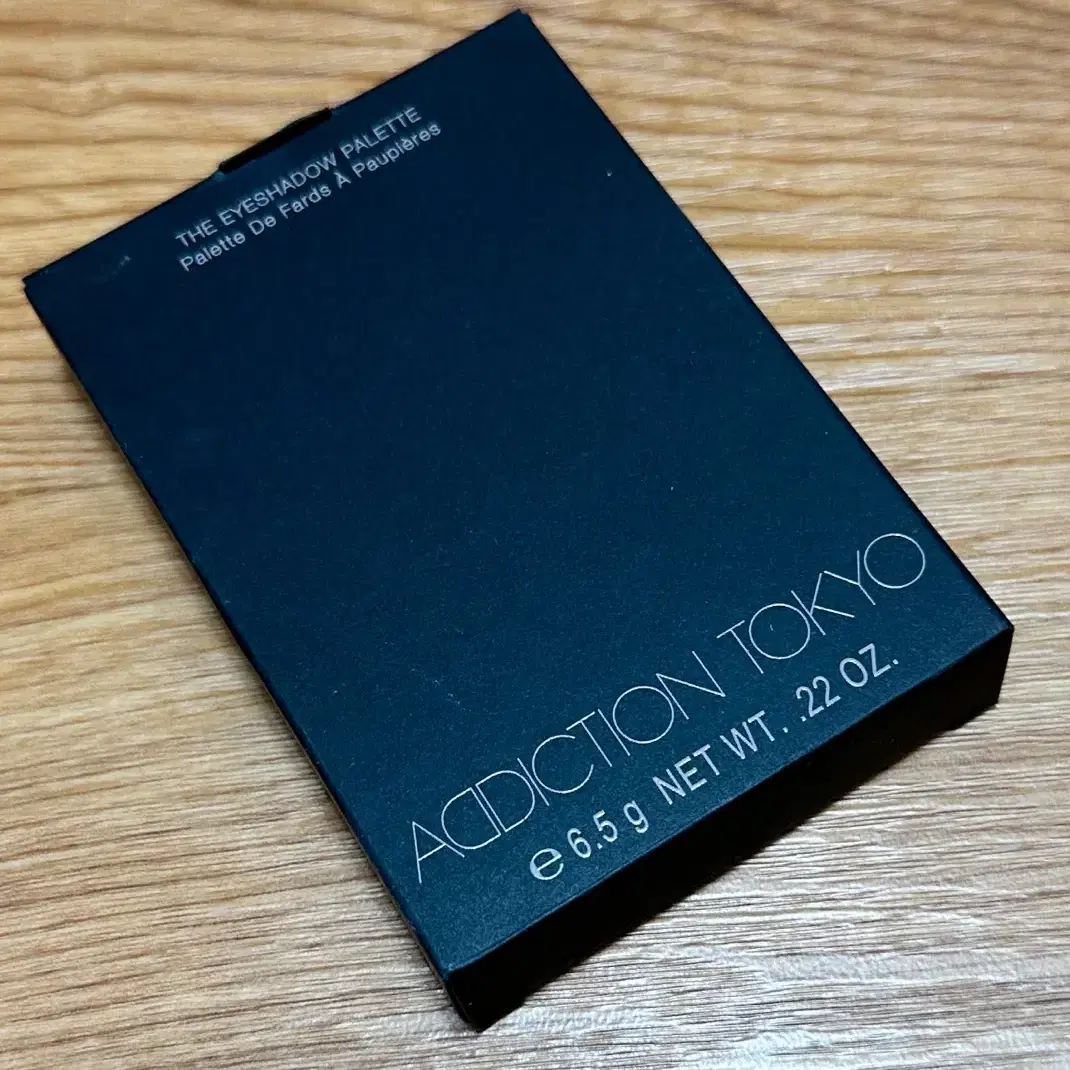 THE EYESHADOW PALETTE
Palette De Fards À Paupières
ADDICTION TOKYO
℮ 6.5 g NET WT. .22 OZ.